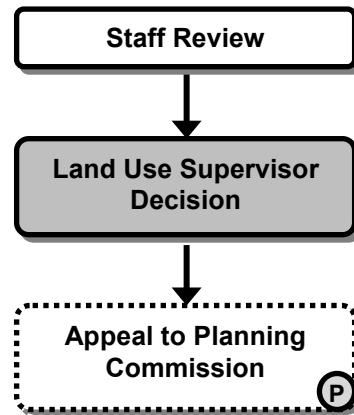 Staff Review
Land Use Supervisor
Decision
Appeal to Planning
Commission
P